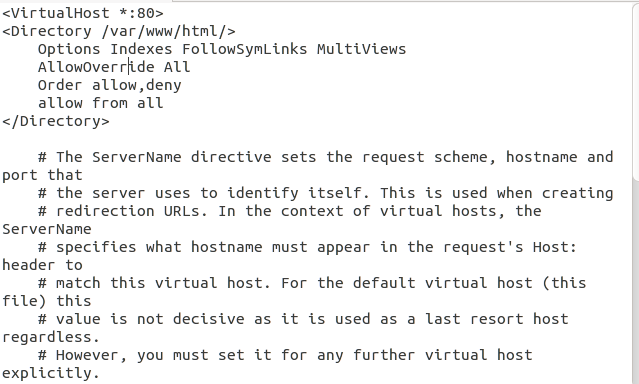 <VirtualHost *:80>
<Directory /var/www/html/>
    Options Indexes FollowSymLinks MultiViews
    AllowOverride All
    Order allow,deny
    allow from all
</Directory>

    # The ServerName directive sets the request scheme, hostname and
port that
    # the server uses to identify itself. This is used when creating
    # redirection URLs. In the context of virtual hosts, the
ServerName
    # specifies what hostname must appear in the request's Host:
header to
    # match this virtual host. For the default virtual host (this
file) this
    # value is not decisive as it is used as a last resort host
regardless.
    # However, you must set it for any further virtual host
explicitly.